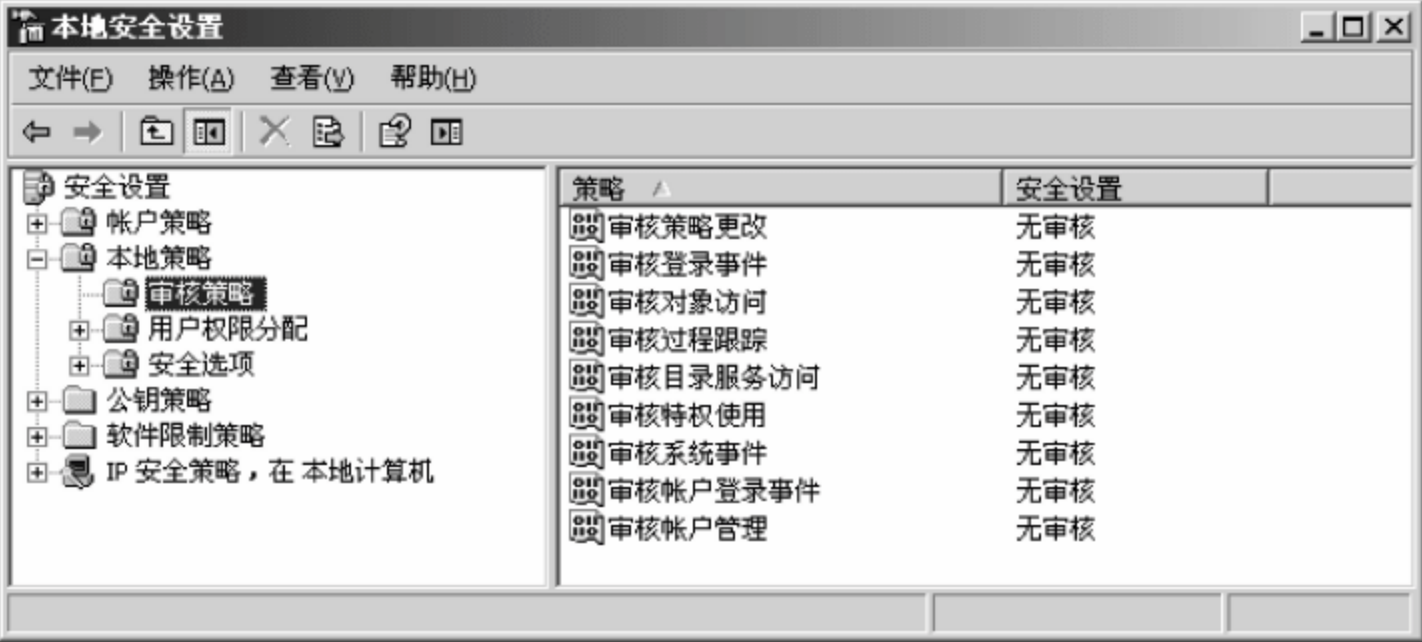 本地安全设置
文件(F) 操作(A) 查看(V) 帮助(H)
安全设置
帐户策略
本地策略
审核策略
用户权限分配
安全选项
公钥策略
软件限制策略
IP 安全策略，在 本地计算机
策略 安全设置
审核策略更改 无审核
审核登录事件 无审核
审核对象访问 无审核
审核过程跟踪 无审核
审核目录服务访问 无审核
审核特权使用 无审核
审核系统事件 无审核
审核帐户登录事件 无审核
审核帐户管理 无审核